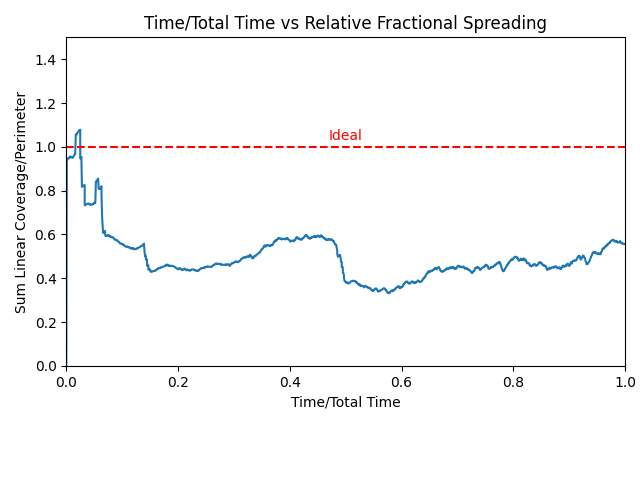 Time/Total Time vs Relative Fractional Spreading
Sum Linear Coverage/Perimeter
1.4
1.2
1.0
0.8
0.6
0.4
0.2
0.0
Ideal
0.0 0.2 0.4 0.6 0.8 1.0
Time/Total Time